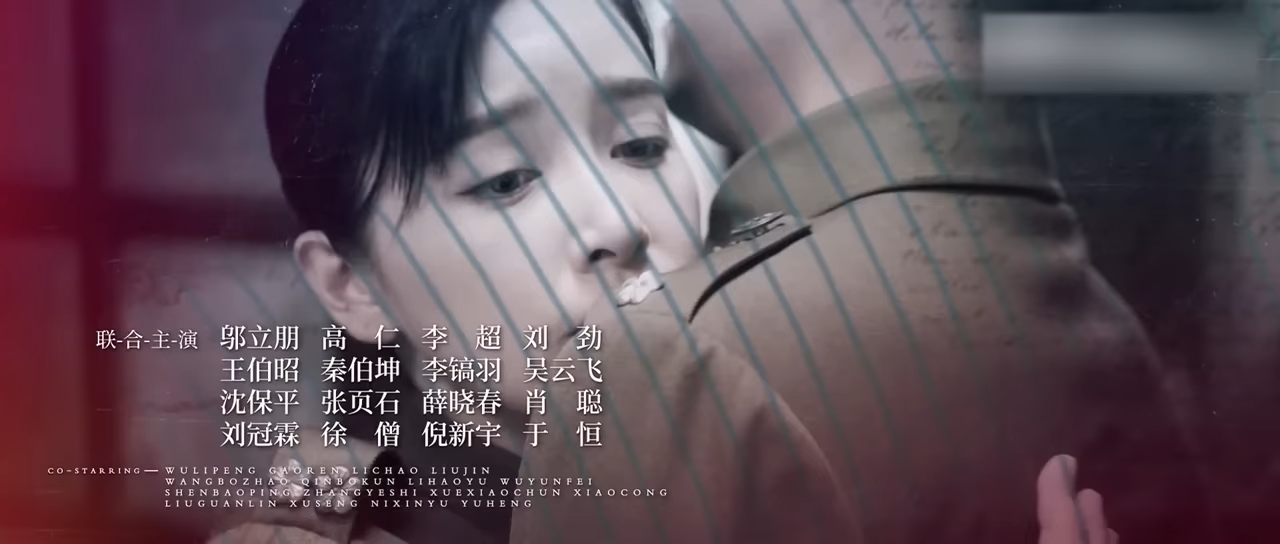 联-合-主-演 邬立朋 高仁 李超 刘劲
王伯昭 秦伯坤 李镐羽 吴云飞
沈保平 张页石 薛晓春 肖聪
刘冠霖 徐僧 倪新宇 于恒
CO-STARRING— WULIPENG GAOREN LICHAO LIUJIN
WANGBOZHAO QINBOKUN LIHAOYU WUYUNFEI
SHENBAOPING ZHANGYESHI XUEXIAOCHUN XIAOCONG
LIUGUANLIN XUSENG NIXINYU YUHENG